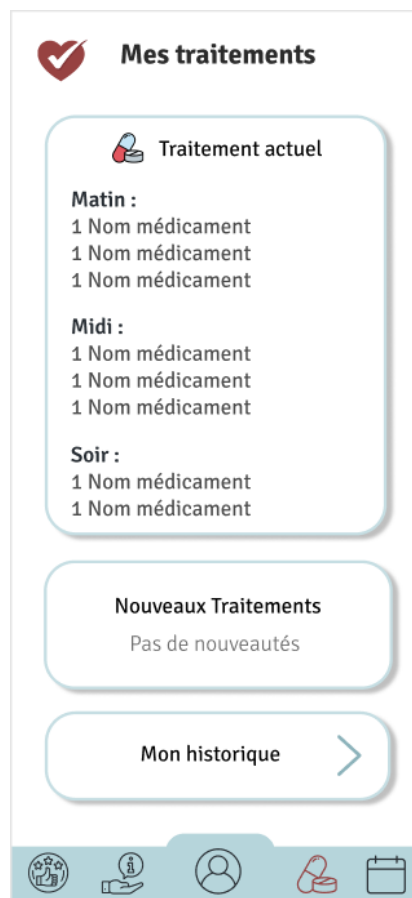 Mes traitements
Traitement actuel
Matin :
1 Nom médicament
1 Nom médicament
1 Nom médicament
Midi :
1 Nom médicament
1 Nom médicament
1 Nom médicament
Soir :
1 Nom médicament
1 Nom médicament
Nouveaux Traitements
Pas de nouveautés
Mon historique